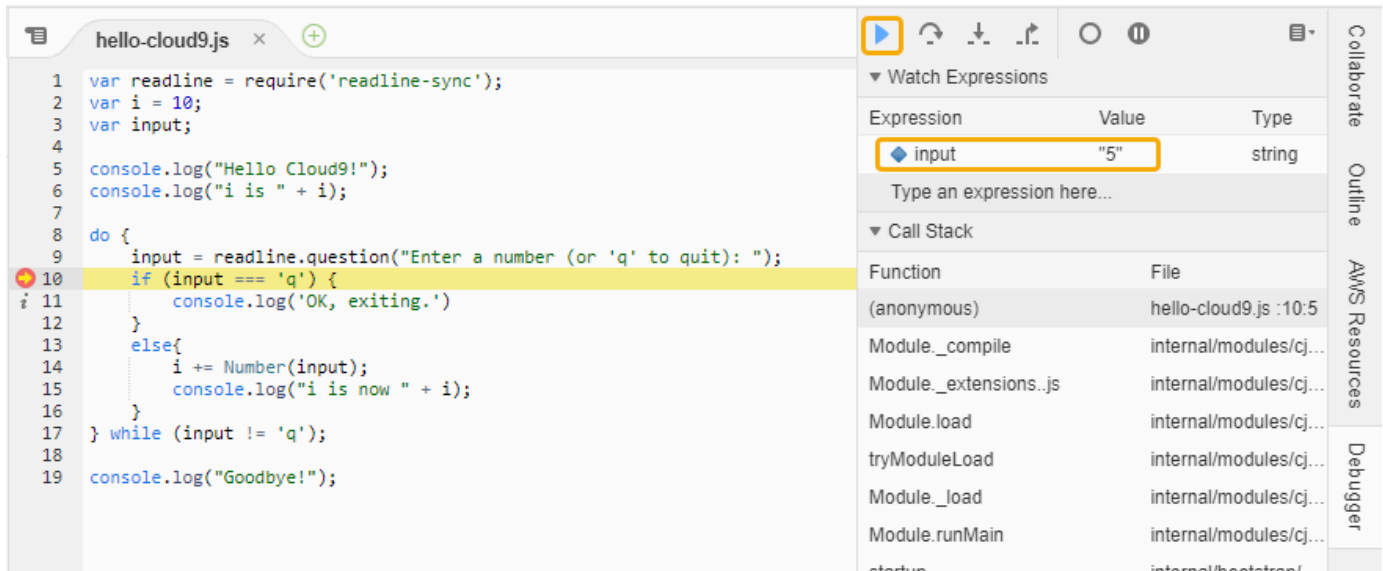 hello-cloud9.js ×
1 var readline = require('readline-sync');
2 var i = 10;
3 var input;
4
5 console.log("Hello Cloud9!");
6 console.log("i is " + i);
7
8 do {
9     input = readline.question("Enter a number (or 'q' to quit): ");
10     if (input === 'q') {
i 11         console.log('OK, exiting.')
12     }
13     else{
14         i += Number(input);
15         console.log("i is now " + i);
16     }
17 } while (input != 'q');
18
19 console.log("Goodbye!");
Watch Expressions
Expression Value Type
input "5" string
Type an expression here...
Call Stack
Function File
(anonymous) hello-cloud9.js :10:5
Module._compile internal/modules/cj...
Module._extensions..js internal/modules/cj...
Module.load internal/modules/cj...
tryModuleLoad internal/modules/cj...
Module._load internal/modules/cj...
Module.runMain internal/modules/cj...
Collaborate
Outline
AWS Resources
Debugger